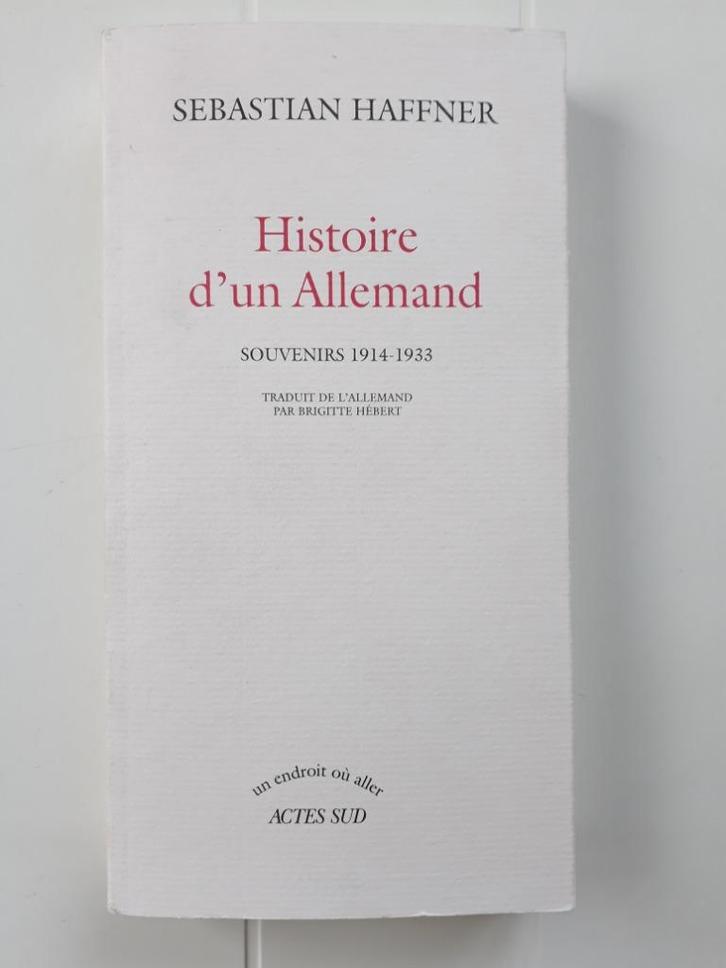 SEBASTIAN HAFFNER
Histoire
d’un Allemand
SOUVENIRS 1914-1933
TRADUIT DE L’ALLEMAND
PAR BRIGITTE HÉBERT
un endroit où aller
ACTES SUD